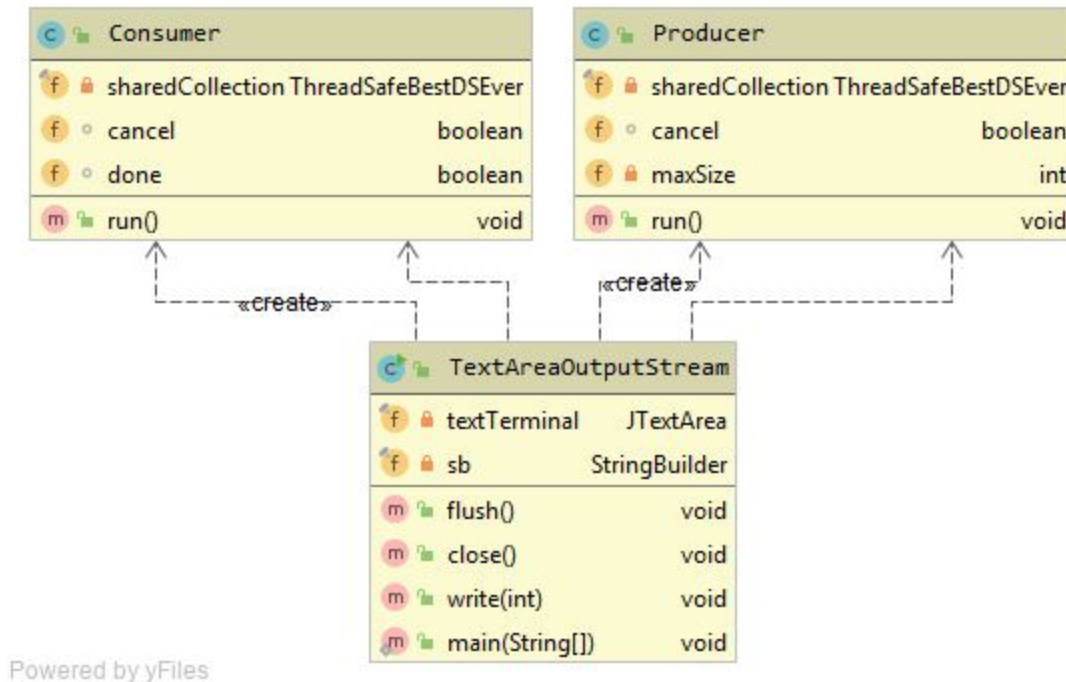 Consumer
sharedCollection ThreadSafeBestDSEver
cancel boolean
done boolean
run() void
Producer
sharedCollection ThreadSafeBestDSEver
cancel boolean
maxSize int
run() void
«create»
«create»
TextAreaOutputStream
textTerminal JTextArea
sb StringBuilder
flush() void
close() void
write(int) void
main(String[]) void
Powered by yFiles